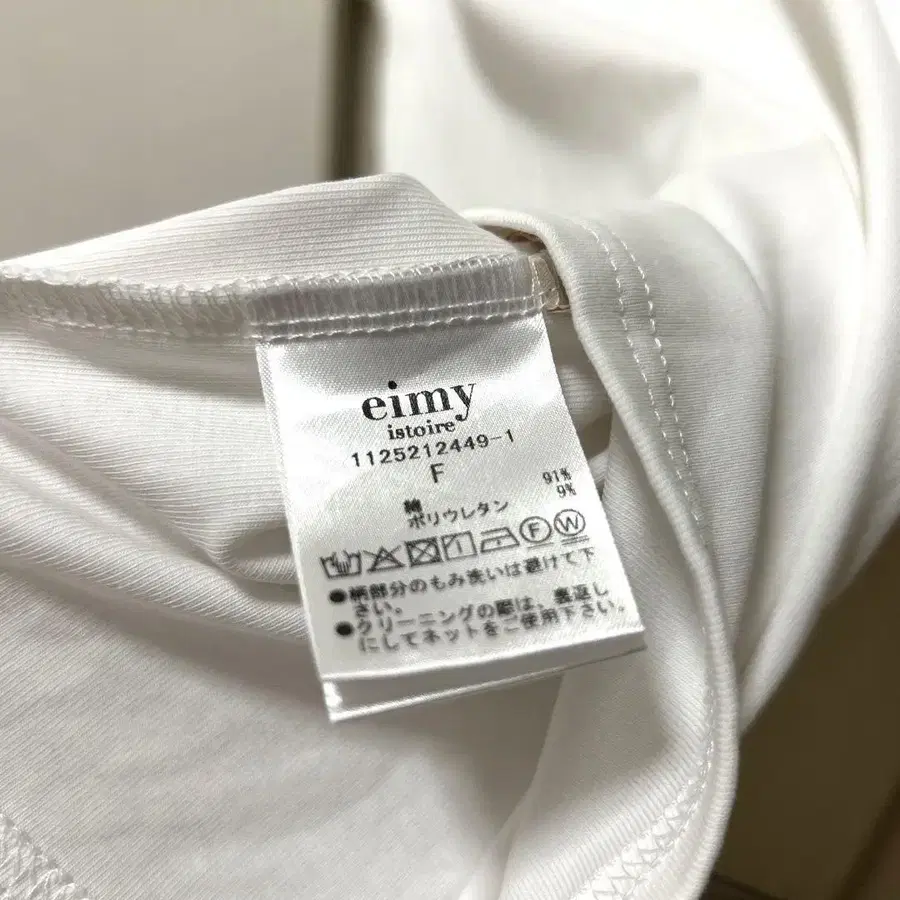 eimy
istoire
1125212449-1
F
綿 91%
ポリウレタン 9%
F W
●柄部分のもみ洗いは避けて下
さい。
●クリーニングの際は、裏返し
にしてネットをご使用下さい。